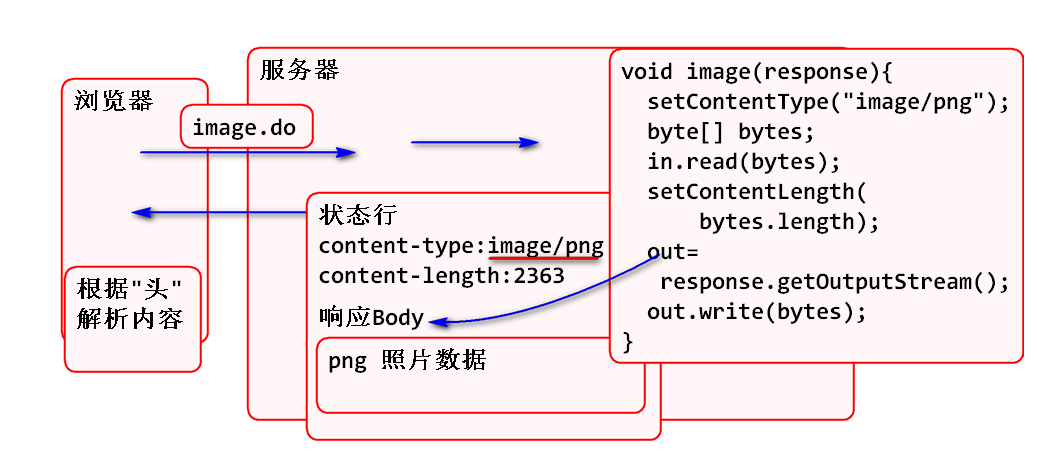 浏览器
image.do
根据"头"
解析内容
服务器
状态行
content-type:image/png
content-length:2363
响应Body
png 照片数据
void image(response){
setContentType("image/png");
byte[] bytes;
in.read(bytes);
setContentLength(
bytes.length);
out=
response.getOutputStream();
out.write(bytes);
}